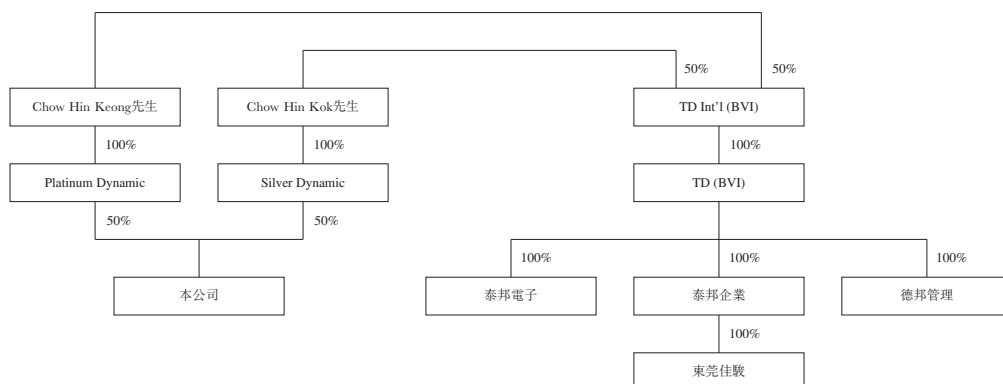 50%
50%
Chow Hin Keong先生
Chow Hin Kok先生
TD Int'l (BVI)
100%
100%
100%
Platinum Dynamic
Silver Dynamic
TD (BVI)
50%
50%
100%
100%
100%
本公司
泰邦電子
泰邦企業
德邦管理
100%
東莞佳駿